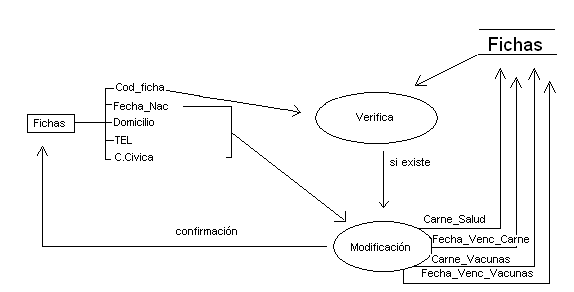 Fichas
Cod_ficha
Fecha_Nac
Fichas
Domicilio
Verifica
TEL
C.Civica
si existe
Carne_Salud
confirmación
Fecha_Venc_Carne
Modificación
Carne_Vacunas
Fecha_Venc_Vacunas